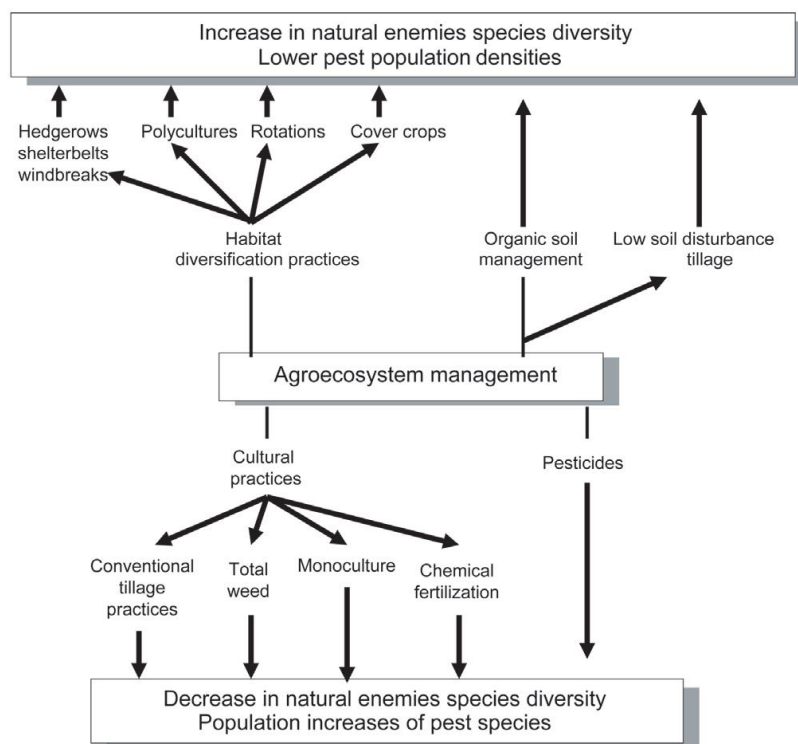 Increase in natural enemies species diversity
Lower pest population densities
Hedgerows
shelterbelts
windbreaks
Polycultures
Rotations
Cover crops
Habitat
diversification practices
Organic soil
management
Low soil disturbance
tillage
Agroecosystem management
Cultural
practices
Pesticides
Conventional
tillage
practices
Total
weed
Monoculture
Chemical
fertilization
Decrease in natural enemies species diversity
Population increases of pest species